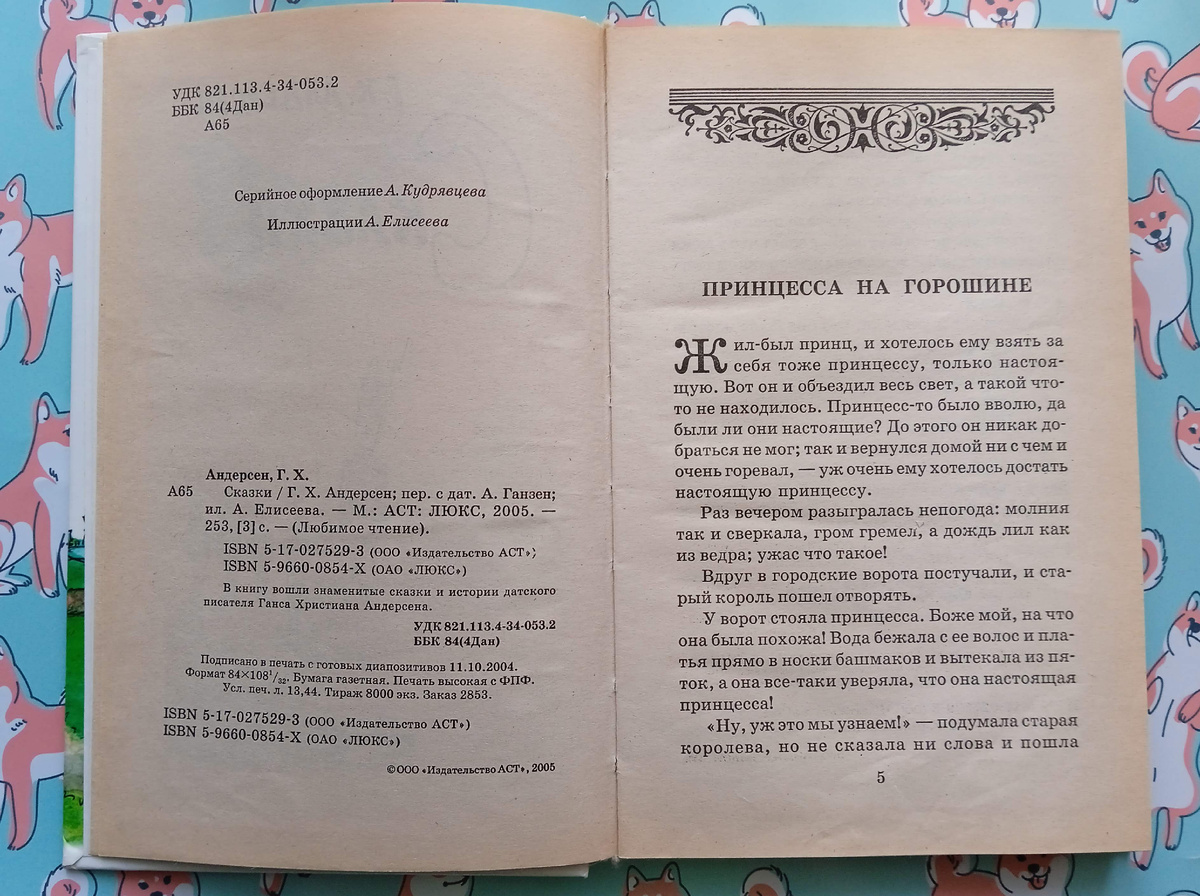 УДК 821.113.4-34-053.2
ББК 84(4Дан)
А65
Серийное оформление А. Кудрявцева
Иллюстрации А. Елисеева
Андерсен, Г. Х.
А65 Сказки / Г. Х. Андерсен; пер. с дат. А. Ганзен;
ил. А. Елисеева. — М.: АСТ: ЛЮКС, 2005. —
253, [3] с. — (Любимое чтение).
ISBN 5-17-027529-3 (ООО «Издательство АСТ»)
ISBN 5-9660-0854-X (ОАО «ЛЮКС»)
В книгу вошли знаменитые сказки и истории датского
писателя Ганса Христиана Андерсена.
УДК 821.113.4-34-053.2
ББК 84(4Дан)
Подписано в печать с готовых диапозитивов 11.10.2004.
Формат 84×108¹/₃₂. Бумага газетная. Печать высокая с ФПФ.
Усл. печ. л. 13,44. Тираж 8000 экз. Заказ 2853.
ISBN 5-17-027529-3 (ООО «Издательство АСТ»)
ISBN 5-9660-0854-X (ОАО «ЛЮКС»)
© ООО «Издательство АСТ», 2005
ПРИНЦЕССА НА ГОРОШИНЕ
Жил-был принц, и хотелось ему взять за
себя тоже принцессу, только настоя-
щую. Вот он и объездил весь свет, а такой что-
то не находилось. Принцесс-то было вволю, да
были ли они настоящие? До этого он никак до-
браться не мог; так и вернулся домой ни с чем и
очень горевал, — уж очень ему хотелось достать
настоящую принцессу.
Раз вечером разыгралась непогода: молния
так и сверкала, гром гремел, а дождь лил как
из ведра; ужас что такое!
Вдруг в городские ворота постучали, и ста-
рый король пошел отворять.
У ворот стояла принцесса. Боже мой, на что
она была похожа! Вода бежала с ее волос и пла-
тья прямо в носки башмаков и вытекала из пя-
ток, а она все-таки уверяла, что она настоящая
принцесса!
«Ну, уж это мы узнаем!» — подумала старая
королева, но не сказала ни слова и пошла
5